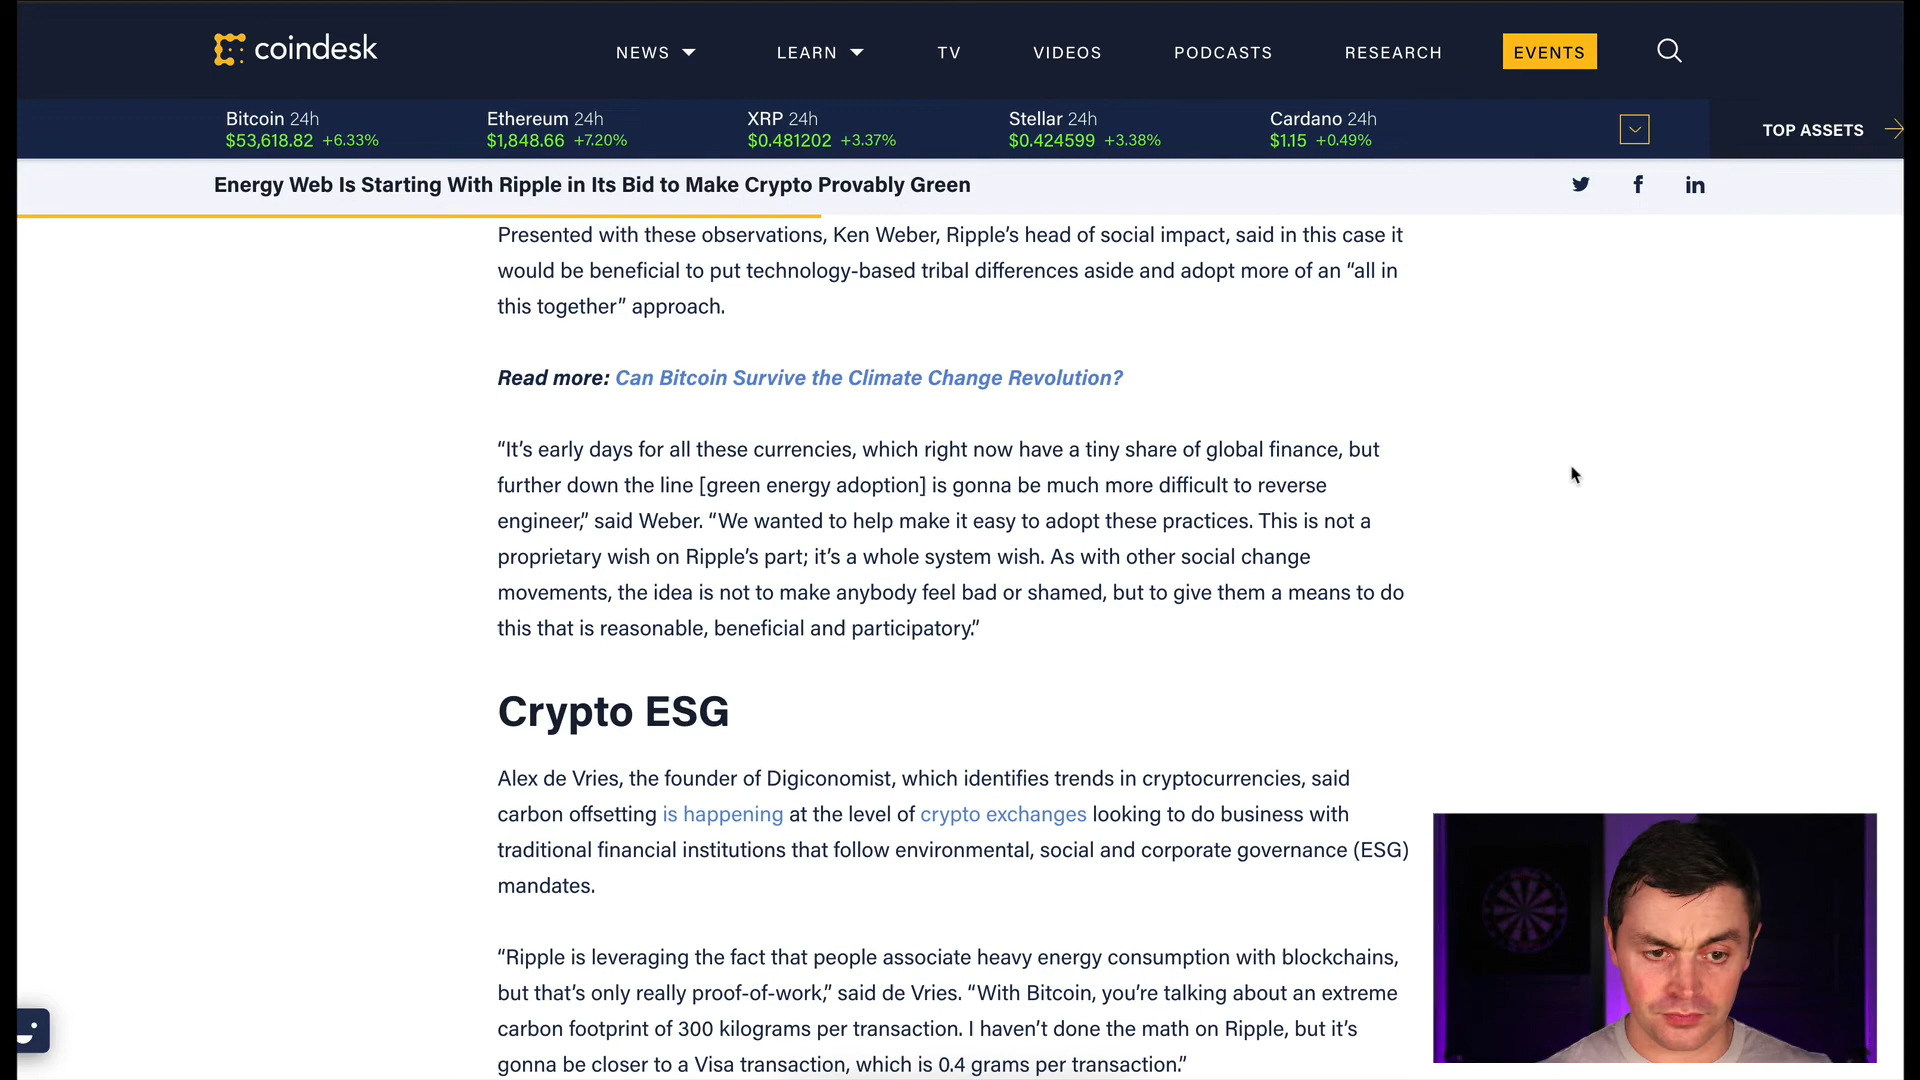 coindesk
NEWS
LEARN
TV
VIDEOS
PODCASTS
RESEARCH
EVENTS
Bitcoin 24h
$53,618.82 +6.33%
Ethereum 24h
$1,848.66 +7.20%
XRP 24h
$0.481202 +3.37%
Stellar 24h
$0.424599 +3.38%
Cardano 24h
$1.15 +0.49%
TOP ASSETS
Energy Web Is Starting With Ripple in Its Bid to Make Crypto Provably Green
Presented with these observations, Ken Weber, Ripple’s head of social impact, said in this case it
would be beneficial to put technology-based tribal differences aside and adopt more of an “all in
this together” approach.
Read more: Can Bitcoin Survive the Climate Change Revolution?
“It’s early days for all these currencies, which right now have a tiny share of global finance, but
further down the line [green energy adoption] is gonna be much more difficult to reverse
engineer,” said Weber. “We wanted to help make it easy to adopt these practices. This is not a
proprietary wish on Ripple’s part; it’s a whole system wish. As with other social change
movements, the idea is not to make anybody feel bad or shamed, but to give them a means to do
this that is reasonable, beneficial and participatory.”
Crypto ESG
Alex de Vries, the founder of Digiconomist, which identifies trends in cryptocurrencies, said
carbon offsetting is happening at the level of crypto exchanges looking to do business with
traditional financial institutions that follow environmental, social and corporate governance (ESG)
mandates.
“Ripple is leveraging the fact that people associate heavy energy consumption with blockchains,
but that’s only really proof-of-work,” said de Vries. “With Bitcoin, you’re talking about an extreme
carbon footprint of 300 kilograms per transaction. I haven’t done the math on Ripple, but it’s
gonna be closer to a Visa transaction, which is 0.4 grams per transaction.”